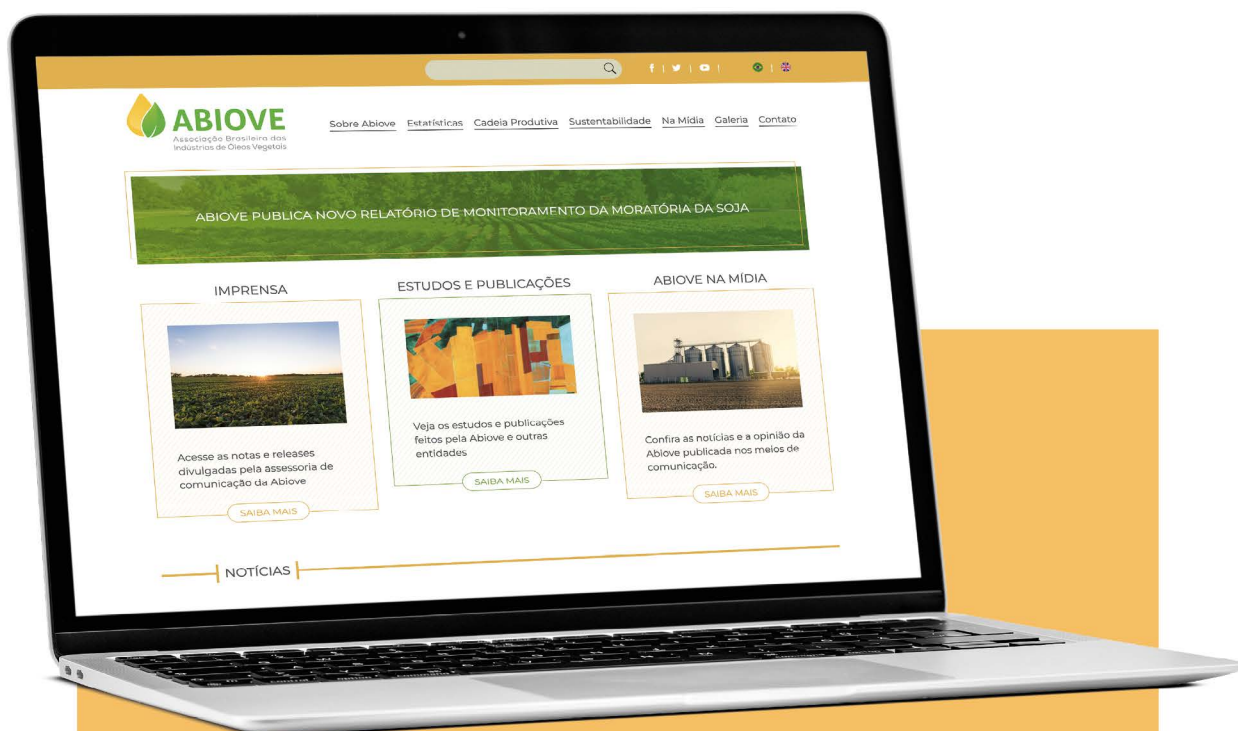 ABIOVE
Associação Brasileira das
Indústrias de Óleos Vegetais
Sobre Abiove Estatísticas Cadeia Produtiva Sustentabilidade Na Mídia Galeria Contato
ABIOVE PUBLICA NOVO RELATÓRIO DE MONITORAMENTO DA MORATÓRIA DA SOJA
IMPRENSA
Acesse as notas e releases
divulgadas pela assessoria de
comunicação da Abiove
SAIBA MAIS
ESTUDOS E PUBLICAÇÕES
Veja os estudos e publicações
feitos pela Abiove e outras
entidades
SAIBA MAIS
ABIOVE NA MÍDIA
Confira as notícias e a opinião da
Abiove publicada nos meios de
comunicação.
SAIBA MAIS
NOTÍCIAS